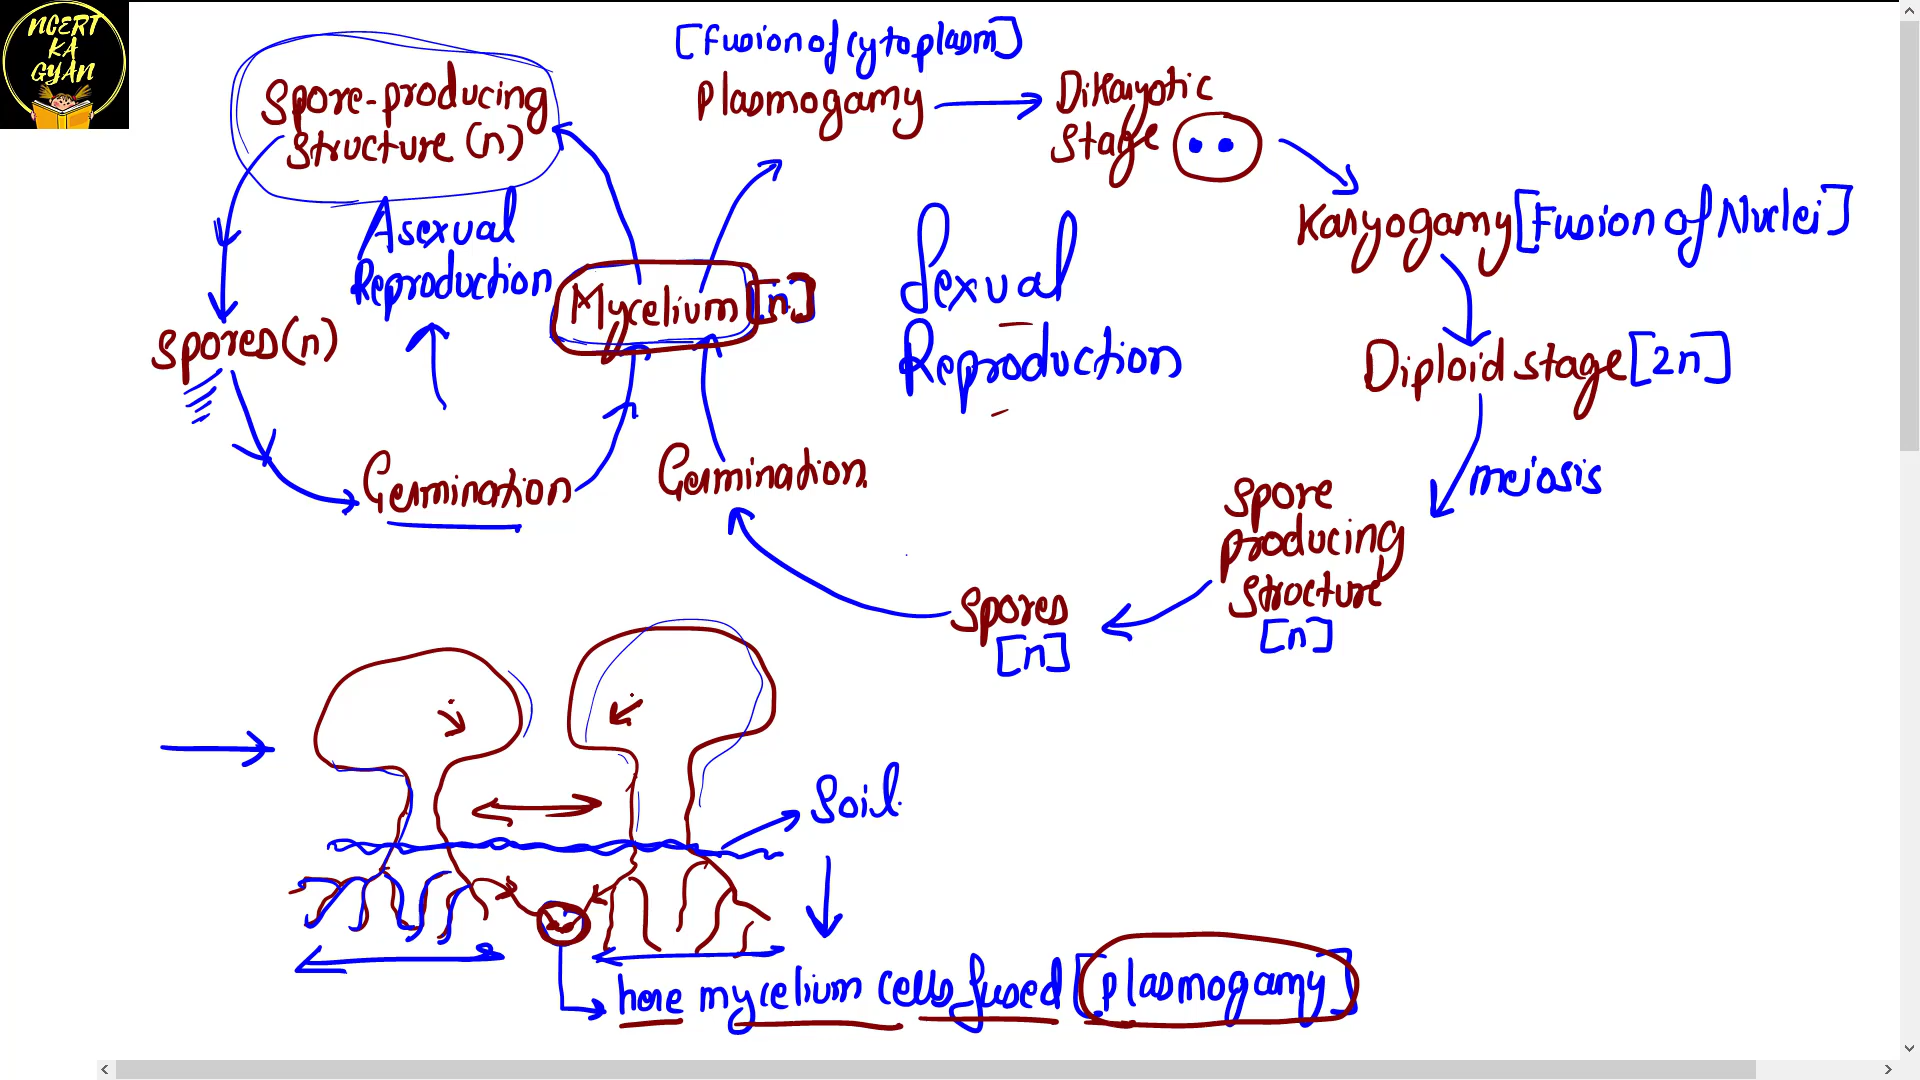 NCERT
KA
GYAN
[Fusion of cytoplasm]
Plasmogamy
Dikaryotic
Stage
Spore-producing
Structure (n)
Karyogamy [Fusion of Nuclei]
Asexual
Reproduction
Mycelium [n]
Sexual
Reproduction
Spores (n)
Diploid stage [2n]
meiosis
Germination
Germination
Spore
producing
Structure
[n]
Spores
[n]
Soil
here mycelium cells fused [plasmogamy]